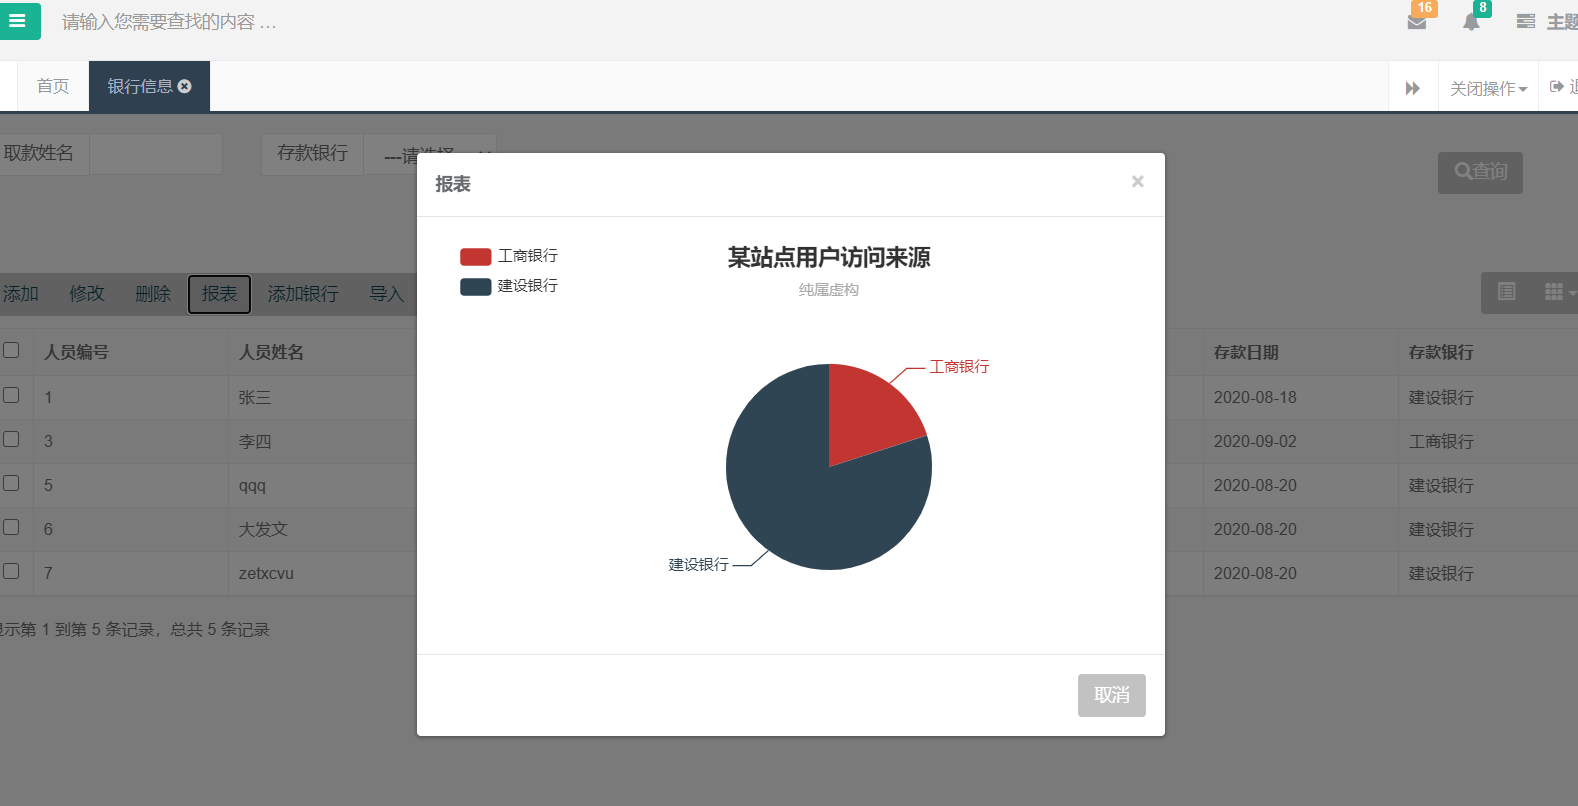 请输入您需要查找的内容 …
16
8
主题
首页
银行信息
关闭操作
取款姓名
存款银行
查询
报表
×
工商银行
建设银行
某站点用户访问来源
纯属虚构
工商银行
建设银行
取消
添加 修改 删除 报表 添加银行 导入
人员编号 人员姓名 存款日期 存款银行
1 张三 2020-08-18 建设银行
3 李四 2020-09-02 工商银行
5 qqq 2020-08-20 建设银行
6 大发文 2020-08-20 建设银行
7 zetxcvu 2020-08-20 建设银行
示第 1 到第 5 条记录，总共 5 条记录